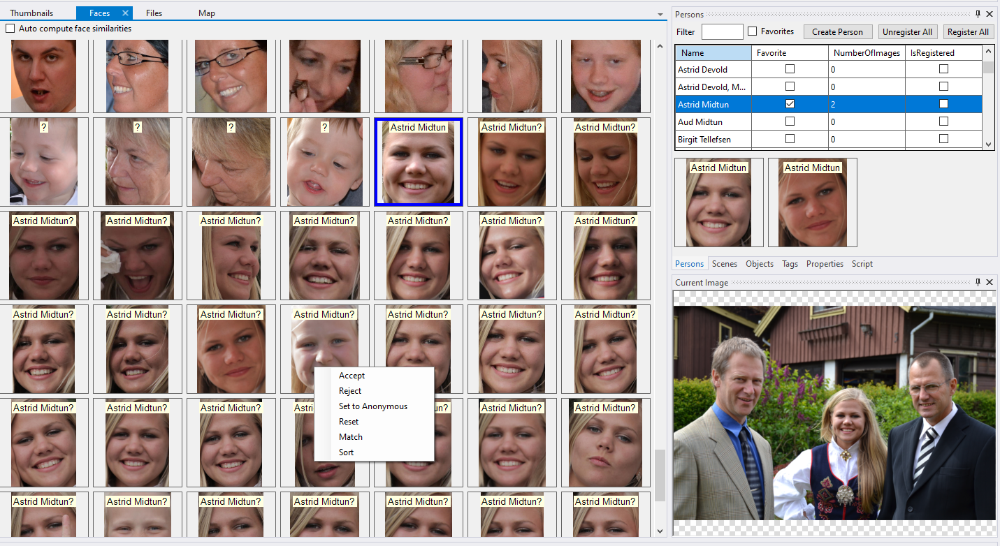 Thumbnails Faces Files Map
Auto compute face similarities
? ? ? ? Astrid Midtun Astrid Midtun? Astrid Midtun?
Astrid Midtun? Astrid Midtun? Astrid Midtun? Astrid Midtun? Astrid Midtun? Astrid Midtun? Astrid Midtun?
Astrid Midtun? Astrid Midtun? Astrid Midtun? Astrid Midtun? Astrid Midtun? Astrid Midtun? Astrid Midtun?
Accept
Reject
Set to Anonymous
Reset
Match
Sort
Astrid Midtun? Astrid Midtun? Astrid Midtun? Astri Midtun? Astrid Midtun? Astrid Midtun?
Astrid Midtun? Astrid Midtun? Astrid Midtun? Astrid Midtun? Astrid Midtun? Astrid Midtun? Astrid Midtun?
Persons
Filter Favorites Create Person Unregister All Register All
Name Favorite NumberOfImages IsRegistered
Astrid Devold 0
Astrid Devold, M... 0
Astrid Midtun 2
Aud Midtun 0
Birgit Tellefsen 0
Astrid Midtun Astrid Midtun
Persons Scenes Objects Tags Properties Script
Current Image